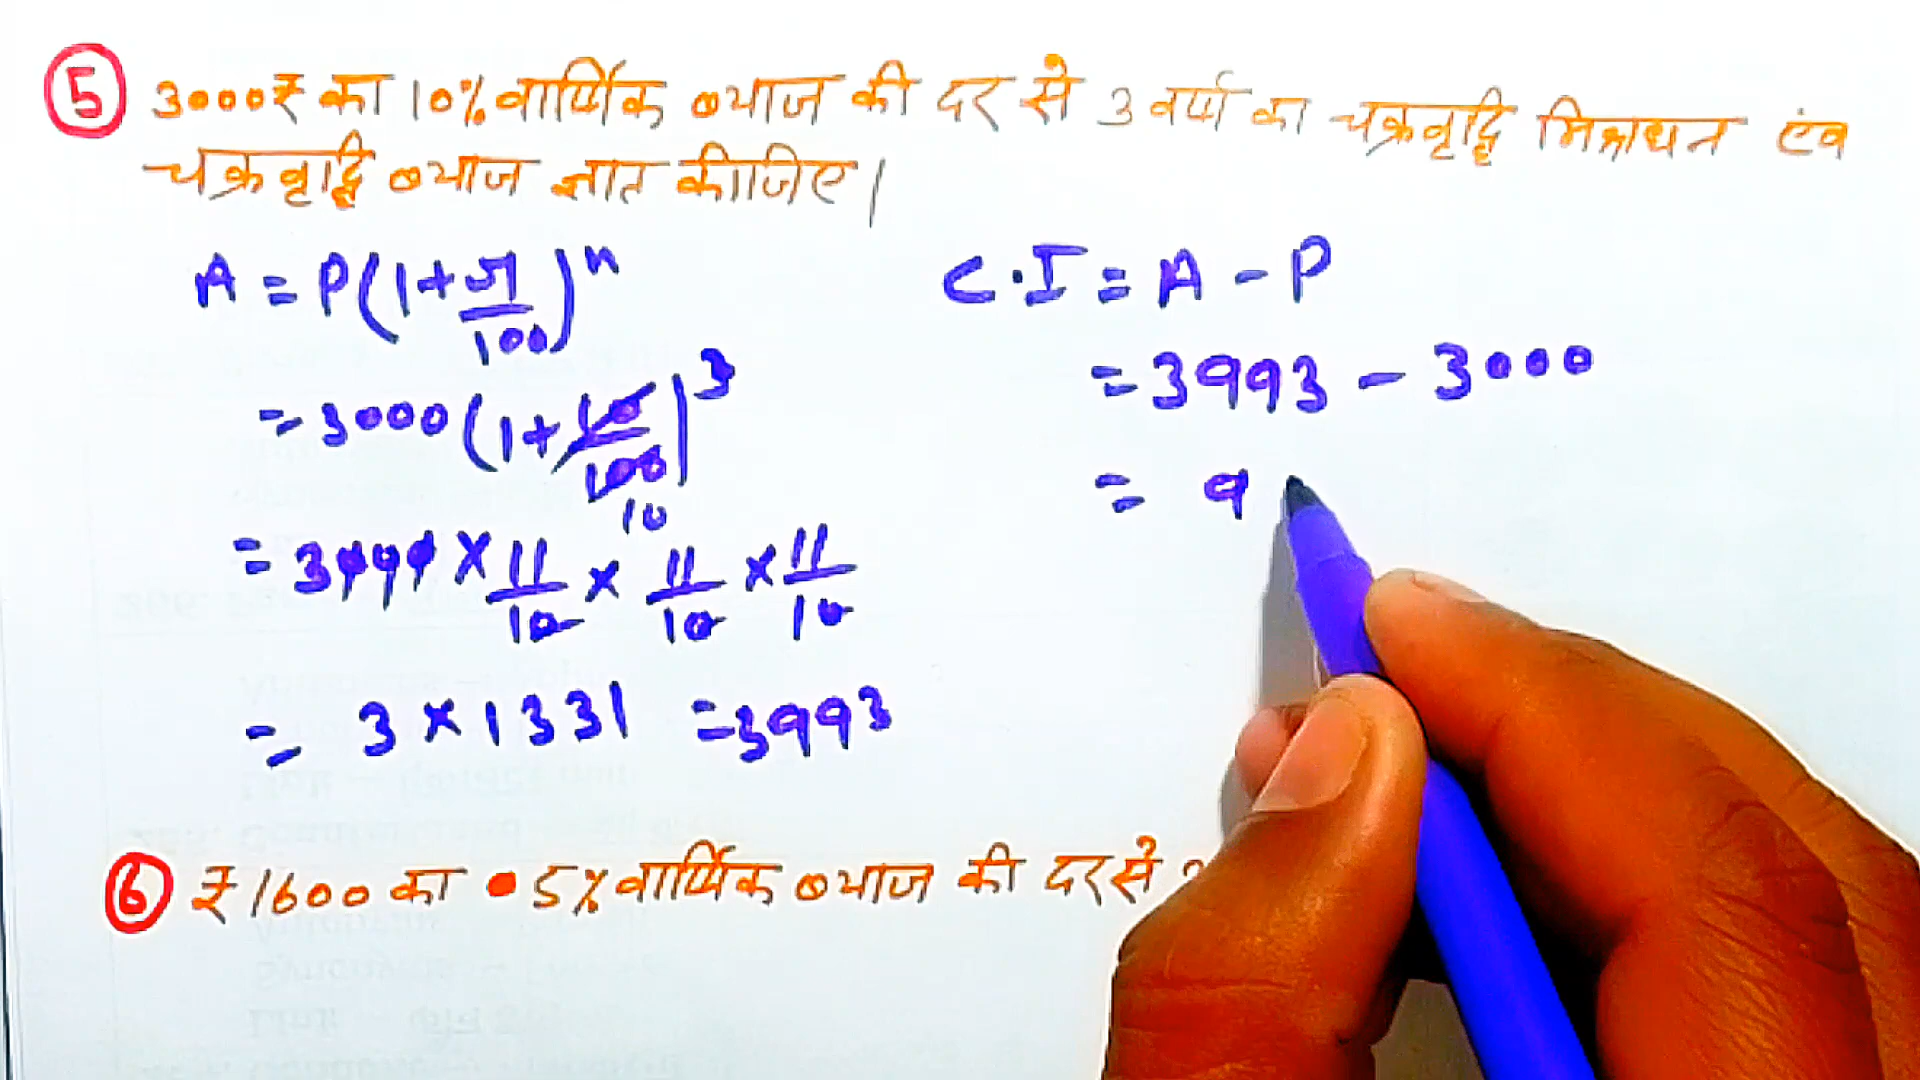 5 3000₹ का 10% वार्षिक ब्याज की दर से 3 वर्ष का चक्रवृद्धि मिश्रधन एंव
चक्रवृद्धि ब्याज ज्ञात कीजिए।
A = P(1+r/100)^n
= 3000(1+10/100)^3
10
= 3000 × 11/10 × 11/10 × 11/10
= 3 × 1331 = 3993
C.I = A - P
= 3993 - 3000
= 9
6 ₹1600 का 5% वार्षिक ब्याज की दर से